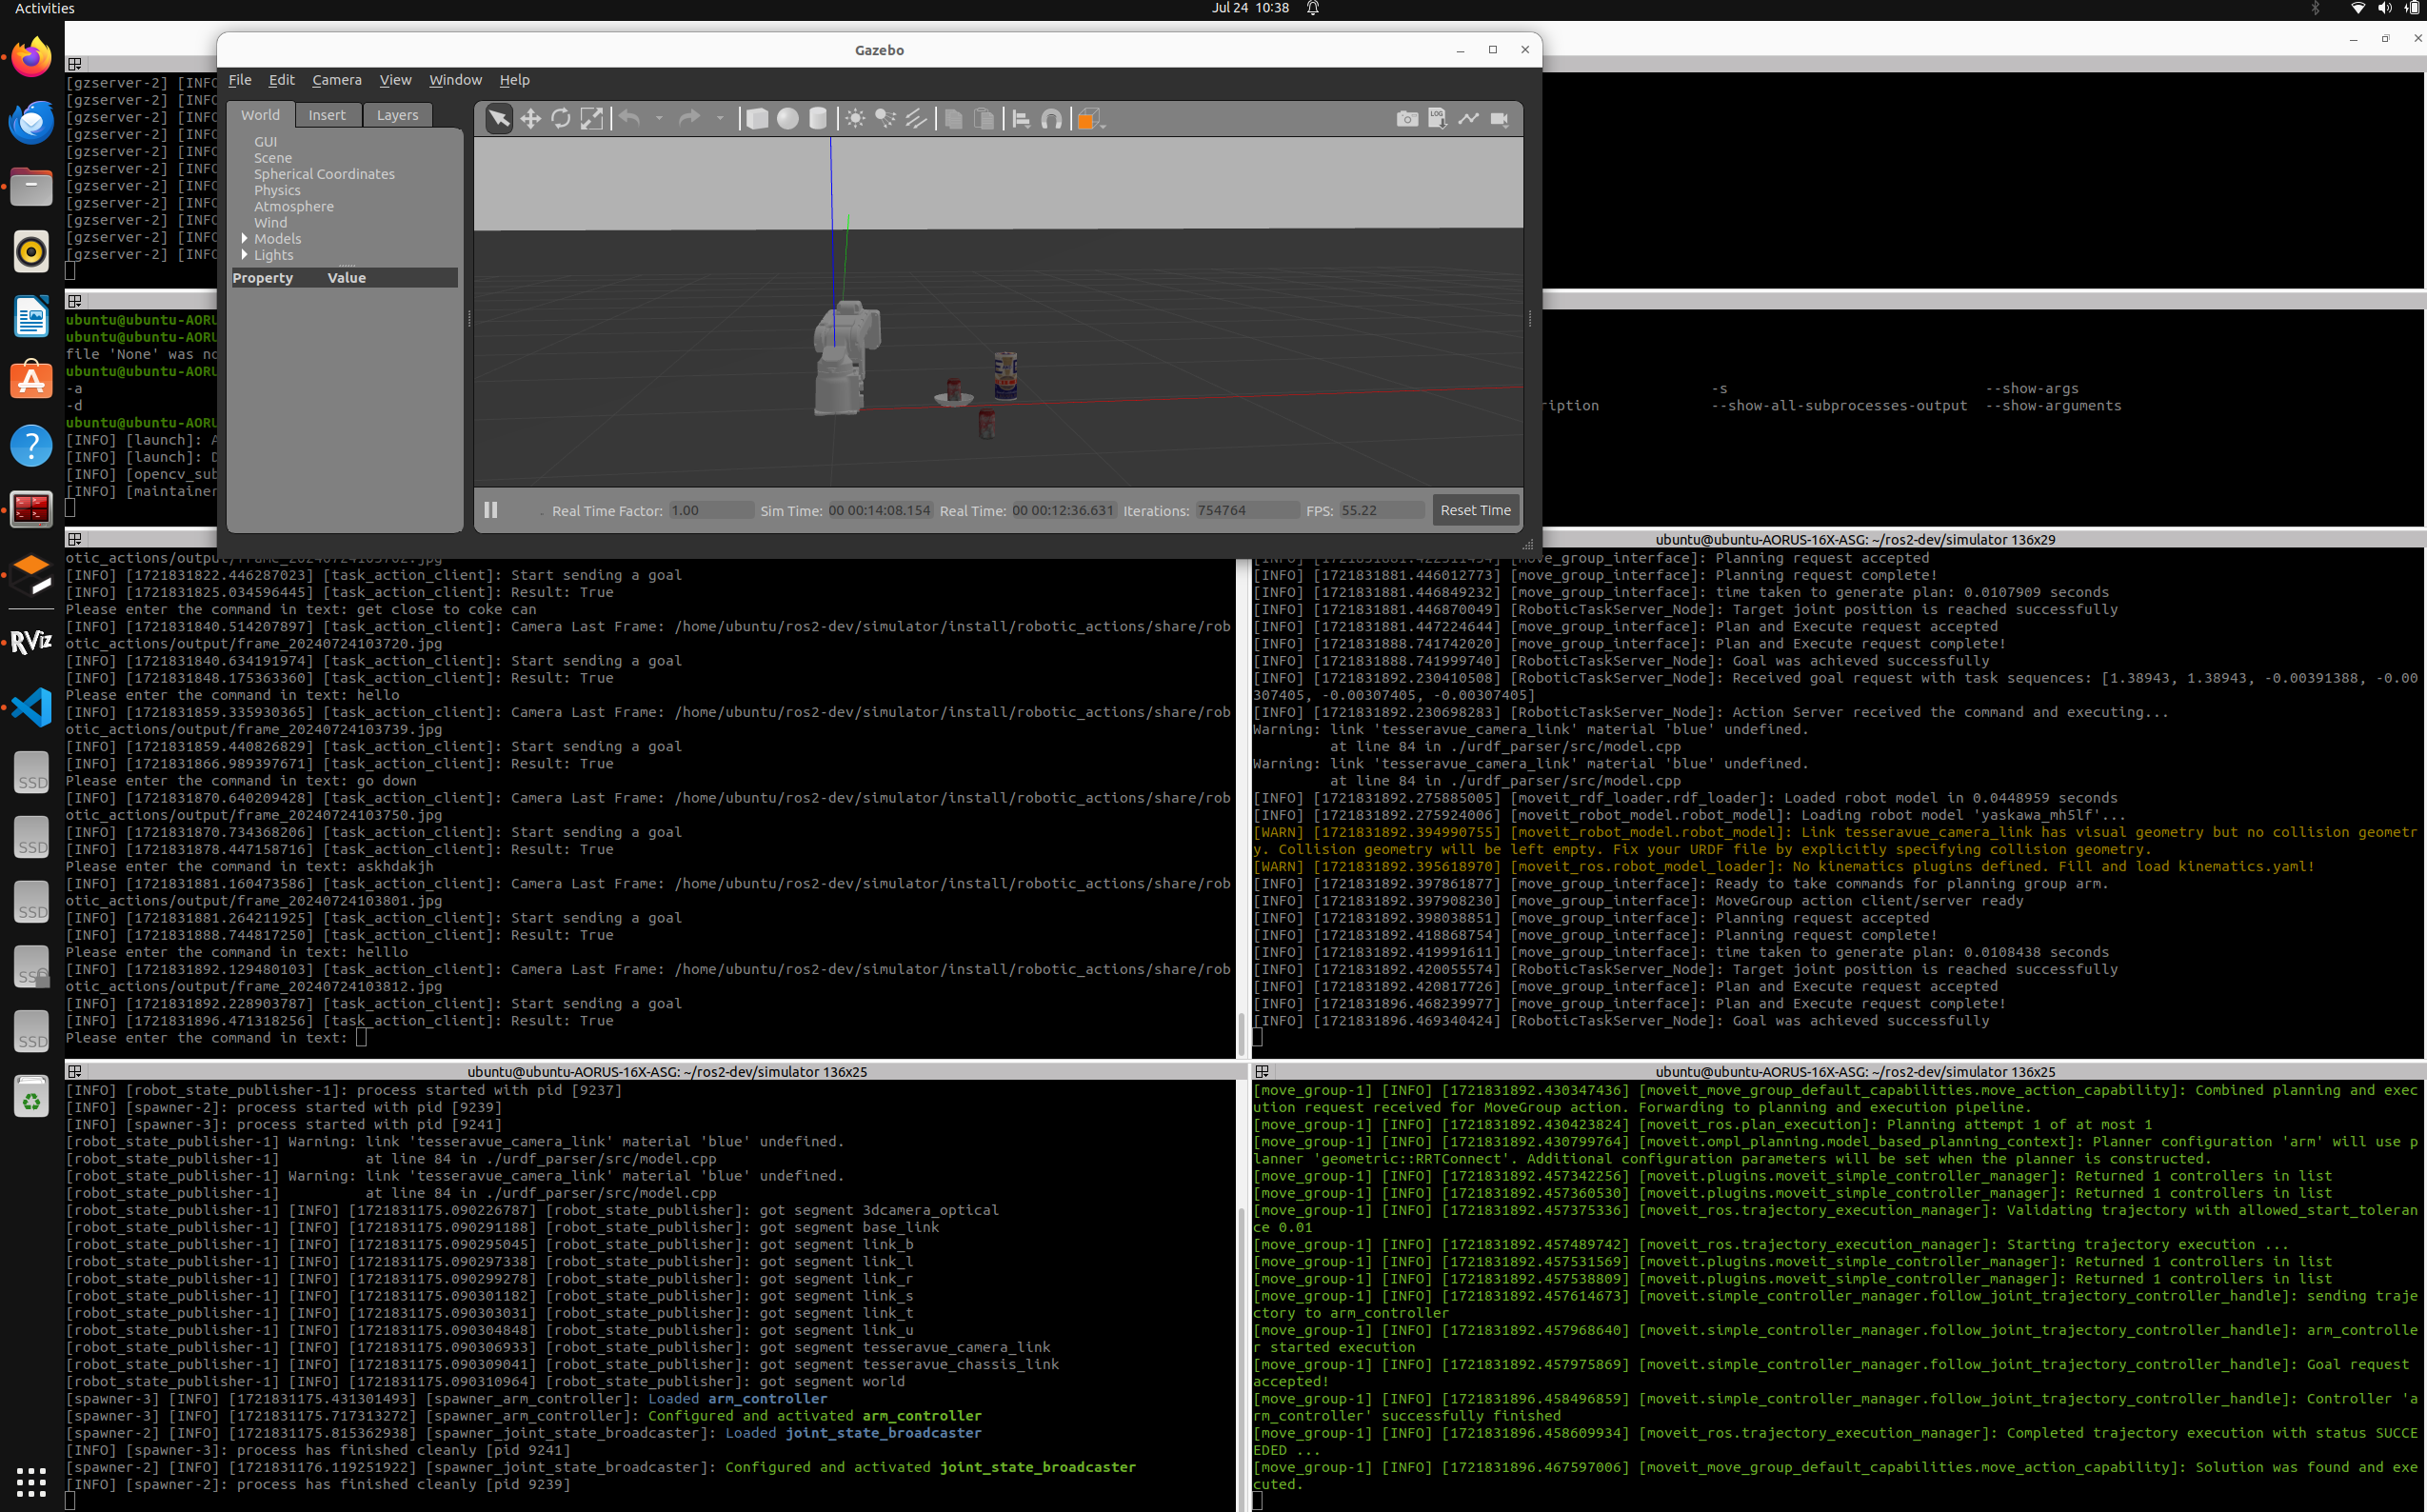 Activities
Jul 24 10:38
Gazebo
File Edit Camera View Window Help
World Insert Layers
GUI
Scene
Spherical Coordinates
Physics
Atmosphere
Wind
Models
Lights
Property Value
LOG
Real Time Factor: 1.00 Sim Time: 00 00:14:08.154 Real Time: 00 00:12:36.631 Iterations: 754764 FPS: 55.22 Reset Time
RViz
SSD
SSD
SSD
SSD
SSD
[gzserver-2] [INFO
[gzserver-2] [INFO
[gzserver-2] [INFO
[gzserver-2] [INFO
[gzserver-2] [INFO
[gzserver-2] [INFO
[gzserver-2] [INFO
[gzserver-2] [INFO
[gzserver-2] [INFO
[gzserver-2] [INFO
[gzserver-2] [INFO
ubuntu@ubuntu-AORU
ubuntu@ubuntu-AORU
file 'None' was no
ubuntu@ubuntu-AORU
-a
-d
ubuntu@ubuntu-AORU
[INFO] [launch]: A
[INFO] [launch]: D
[INFO] [opencv_sub
[INFO] [maintainer
-s --show-args
ription --show-all-subprocesses-output --show-arguments
otic_actions/output/frame_20240724103702.jpg
[INFO] [1721831822.446287023] [task_action_client]: Start sending a goal
[INFO] [1721831825.034596445] [task_action_client]: Result: True
Please enter the command in text: get close to coke can
[INFO] [1721831840.514207897] [task_action_client]: Camera Last Frame: /home/ubuntu/ros2-dev/simulator/install/robotic_actions/share/rob
otic_actions/output/frame_20240724103720.jpg
[INFO] [1721831840.634191974] [task_action_client]: Start sending a goal
[INFO] [1721831848.175363360] [task_action_client]: Result: True
Please enter the command in text: hello
[INFO] [1721831859.335930365] [task_action_client]: Camera Last Frame: /home/ubuntu/ros2-dev/simulator/install/robotic_actions/share/rob
otic_actions/output/frame_20240724103739.jpg
[INFO] [1721831859.440826829] [task_action_client]: Start sending a goal
[INFO] [1721831866.989397671] [task_action_client]: Result: True
Please enter the command in text: go down
[INFO] [1721831870.640209428] [task_action_client]: Camera Last Frame: /home/ubuntu/ros2-dev/simulator/install/robotic_actions/share/rob
otic_actions/output/frame_20240724103750.jpg
[INFO] [1721831870.734368206] [task_action_client]: Start sending a goal
[INFO] [1721831878.447158716] [task_action_client]: Result: True
Please enter the command in text: askhdakjh
[INFO] [1721831881.160473586] [task_action_client]: Camera Last Frame: /home/ubuntu/ros2-dev/simulator/install/robotic_actions/share/rob
otic_actions/output/frame_20240724103801.jpg
[INFO] [1721831881.264211925] [task_action_client]: Start sending a goal
[INFO] [1721831888.744817250] [task_action_client]: Result: True
Please enter the command in text: helllo
[INFO] [1721831892.129480103] [task_action_client]: Camera Last Frame: /home/ubuntu/ros2-dev/simulator/install/robotic_actions/share/rob
otic_actions/output/frame_20240724103812.jpg
[INFO] [1721831892.228903787] [task_action_client]: Start sending a goal
[INFO] [1721831896.471318256] [task_action_client]: Result: True
Please enter the command in text:
ubuntu@ubuntu-AORUS-16X-ASG: ~/ros2-dev/simulator 136x29
[INFO] [move_group_interface]: Planning request accepted
[INFO] [1721831881.446012773] [move_group_interface]: Planning request complete!
[INFO] [1721831881.446849232] [move_group_interface]: time taken to generate plan: 0.0107909 seconds
[INFO] [1721831881.446870049] [RoboticTaskServer_Node]: Target joint position is reached successfully
[INFO] [1721831881.447224644] [move_group_interface]: Plan and Execute request accepted
[INFO] [1721831888.741742020] [move_group_interface]: Plan and Execute request complete!
[INFO] [1721831888.741999740] [RoboticTaskServer_Node]: Goal was achieved successfully
[INFO] [1721831892.230410508] [RoboticTaskServer_Node]: Received goal request with task sequences: [1.38943, 1.38943, -0.00391388, -0.00
307405, -0.00307405, -0.00307405]
[INFO] [1721831892.230698283] [RoboticTaskServer_Node]: Action Server received the command and executing...
Warning: link 'tesseravue_camera_link' material 'blue' undefined.
at line 84 in ./urdf_parser/src/model.cpp
Warning: link 'tesseravue_camera_link' material 'blue' undefined.
at line 84 in ./urdf_parser/src/model.cpp
[INFO] [1721831892.275885005] [moveit_rdf_loader.rdf_loader]: Loaded robot model in 0.0448959 seconds
[INFO] [1721831892.275924006] [moveit_robot_model.robot_model]: Loading robot model 'yaskawa_mh5lf'...
[WARN] [1721831892.394990755] [moveit_robot_model.robot_model]: Link tesseravue_camera_link has visual geometry but no collision geometr
y. Collision geometry will be left empty. Fix your URDF file by explicitly specifying collision geometry.
[WARN] [1721831892.395618970] [moveit_ros.robot_model_loader]: No kinematics plugins defined. Fill and load kinematics.yaml!
[INFO] [1721831892.397861877] [move_group_interface]: Ready to take commands for planning group arm.
[INFO] [1721831892.397908230] [move_group_interface]: MoveGroup action client/server ready
[INFO] [1721831892.398038851] [move_group_interface]: Planning request accepted
[INFO] [1721831892.418868754] [move_group_interface]: Planning request complete!
[INFO] [1721831892.419991611] [move_group_interface]: time taken to generate plan: 0.0108438 seconds
[INFO] [1721831892.420055574] [RoboticTaskServer_Node]: Target joint position is reached successfully
[INFO] [1721831892.420817726] [move_group_interface]: Plan and Execute request accepted
[INFO] [1721831896.468239977] [move_group_interface]: Plan and Execute request complete!
[INFO] [1721831896.469340424] [RoboticTaskServer_Node]: Goal was achieved successfully
ubuntu@ubuntu-AORUS-16X-ASG: ~/ros2-dev/simulator 136x25
[INFO] [robot_state_publisher-1]: process started with pid [9237]
[INFO] [spawner-2]: process started with pid [9239]
[INFO] [spawner-3]: process started with pid [9241]
[robot_state_publisher-1] Warning: link 'tesseravue_camera_link' material 'blue' undefined.
[robot_state_publisher-1] at line 84 in ./urdf_parser/src/model.cpp
[robot_state_publisher-1] Warning: link 'tesseravue_camera_link' material 'blue' undefined.
[robot_state_publisher-1] at line 84 in ./urdf_parser/src/model.cpp
[robot_state_publisher-1] [INFO] [1721831175.090226787] [robot_state_publisher]: got segment 3dcamera_optical
[robot_state_publisher-1] [INFO] [1721831175.090291188] [robot_state_publisher]: got segment base_link
[robot_state_publisher-1] [INFO] [1721831175.090295045] [robot_state_publisher]: got segment link_b
[robot_state_publisher-1] [INFO] [1721831175.090297338] [robot_state_publisher]: got segment link_l
[robot_state_publisher-1] [INFO] [1721831175.090299278] [robot_state_publisher]: got segment link_r
[robot_state_publisher-1] [INFO] [1721831175.090301182] [robot_state_publisher]: got segment link_s
[robot_state_publisher-1] [INFO] [1721831175.090303031] [robot_state_publisher]: got segment link_t
[robot_state_publisher-1] [INFO] [1721831175.090304848] [robot_state_publisher]: got segment link_u
[robot_state_publisher-1] [INFO] [1721831175.090306933] [robot_state_publisher]: got segment tesseravue_camera_link
[robot_state_publisher-1] [INFO] [1721831175.090309041] [robot_state_publisher]: got segment tesseravue_chassis_link
[robot_state_publisher-1] [INFO] [1721831175.090310964] [robot_state_publisher]: got segment world
[spawner-3] [INFO] [1721831175.431301493] [spawner_arm_controller]: Loaded arm_controller
[spawner-3] [INFO] [1721831175.717313272] [spawner_arm_controller]: Configured and activated arm_controller
[spawner-2] [INFO] [1721831175.815362938] [spawner_joint_state_broadcaster]: Loaded joint_state_broadcaster
[INFO] [spawner-3]: process has finished cleanly [pid 9241]
[spawner-2] [INFO] [1721831176.119251922] [spawner_joint_state_broadcaster]: Configured and activated joint_state_broadcaster
[INFO] [spawner-2]: process has finished cleanly [pid 9239]
ubuntu@ubuntu-AORUS-16X-ASG: ~/ros2-dev/simulator 136x25
[move_group-1] [INFO] [1721831892.430347436] [moveit_move_group_default_capabilities.move_action_capability]: Combined planning and exec
ution request received for MoveGroup action. Forwarding to planning and execution pipeline.
[move_group-1] [INFO] [1721831892.430423824] [moveit_ros.plan_execution]: Planning attempt 1 of at most 1
[move_group-1] [INFO] [1721831892.430799764] [moveit.ompl_planning.model_based_planning_context]: Planner configuration 'arm' will use p
lanner 'geometric::RRTConnect'. Additional configuration parameters will be set when the planner is constructed.
[move_group-1] [INFO] [1721831892.457342256] [moveit.plugins.moveit_simple_controller_manager]: Returned 1 controllers in list
[move_group-1] [INFO] [1721831892.457360530] [moveit.plugins.moveit_simple_controller_manager]: Returned 1 controllers in list
[move_group-1] [INFO] [1721831892.457375336] [moveit_ros.trajectory_execution_manager]: Validating trajectory with allowed_start_toleran
ce 0.01
[move_group-1] [INFO] [1721831892.457489742] [moveit_ros.trajectory_execution_manager]: Starting trajectory execution ...
[move_group-1] [INFO] [1721831892.457531569] [moveit.plugins.moveit_simple_controller_manager]: Returned 1 controllers in list
[move_group-1] [INFO] [1721831892.457538809] [moveit.plugins.moveit_simple_controller_manager]: Returned 1 controllers in list
[move_group-1] [INFO] [1721831892.457614673] [moveit.simple_controller_manager.follow_joint_trajectory_controller_handle]: sending traje
ctory to arm_controller
[move_group-1] [INFO] [1721831892.457968640] [moveit.simple_controller_manager.follow_joint_trajectory_controller_handle]: arm_controlle
r started execution
[move_group-1] [INFO] [1721831892.457975869] [moveit.simple_controller_manager.follow_joint_trajectory_controller_handle]: Goal request
accepted!
[move_group-1] [INFO] [1721831896.458496859] [moveit.simple_controller_manager.follow_joint_trajectory_controller_handle]: Controller 'a
rm_controller' successfully finished
[move_group-1] [INFO] [1721831896.458609934] [moveit_ros.trajectory_execution_manager]: Completed trajectory execution with status SUCCE
EDED ...
[move_group-1] [INFO] [1721831896.467597006] [moveit_move_group_default_capabilities.move_action_capability]: Solution was found and exe
cuted.